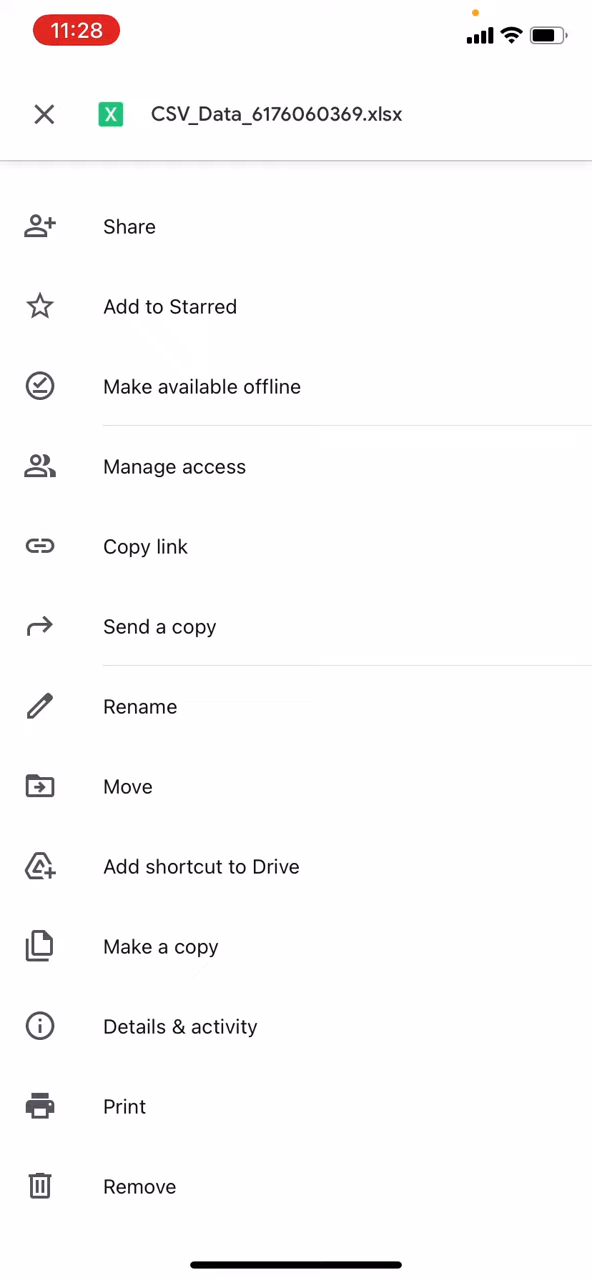 11:28
X CSV_Data_6176060369.xlsx
Share
Add to Starred
Make available offline
Manage access
Copy link
Send a copy
Rename
Move
Add shortcut to Drive
Make a copy
Details & activity
Print
Remove